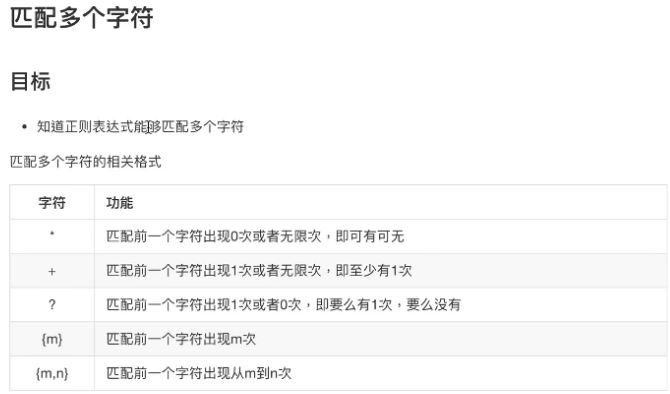 匹配多个字符
目标
• 知道正则表达式能够匹配多个字符
匹配多个字符的相关格式
字符 功能
* 匹配前一个字符出现0次或者无限次，即可有可无
+ 匹配前一个字符出现1次或者无限次，即至少有1次
? 匹配前一个字符出现1次或者0次，即要么有1次，要么没有
{m} 匹配前一个字符出现m次
{m,n} 匹配前一个字符出现从m到n次